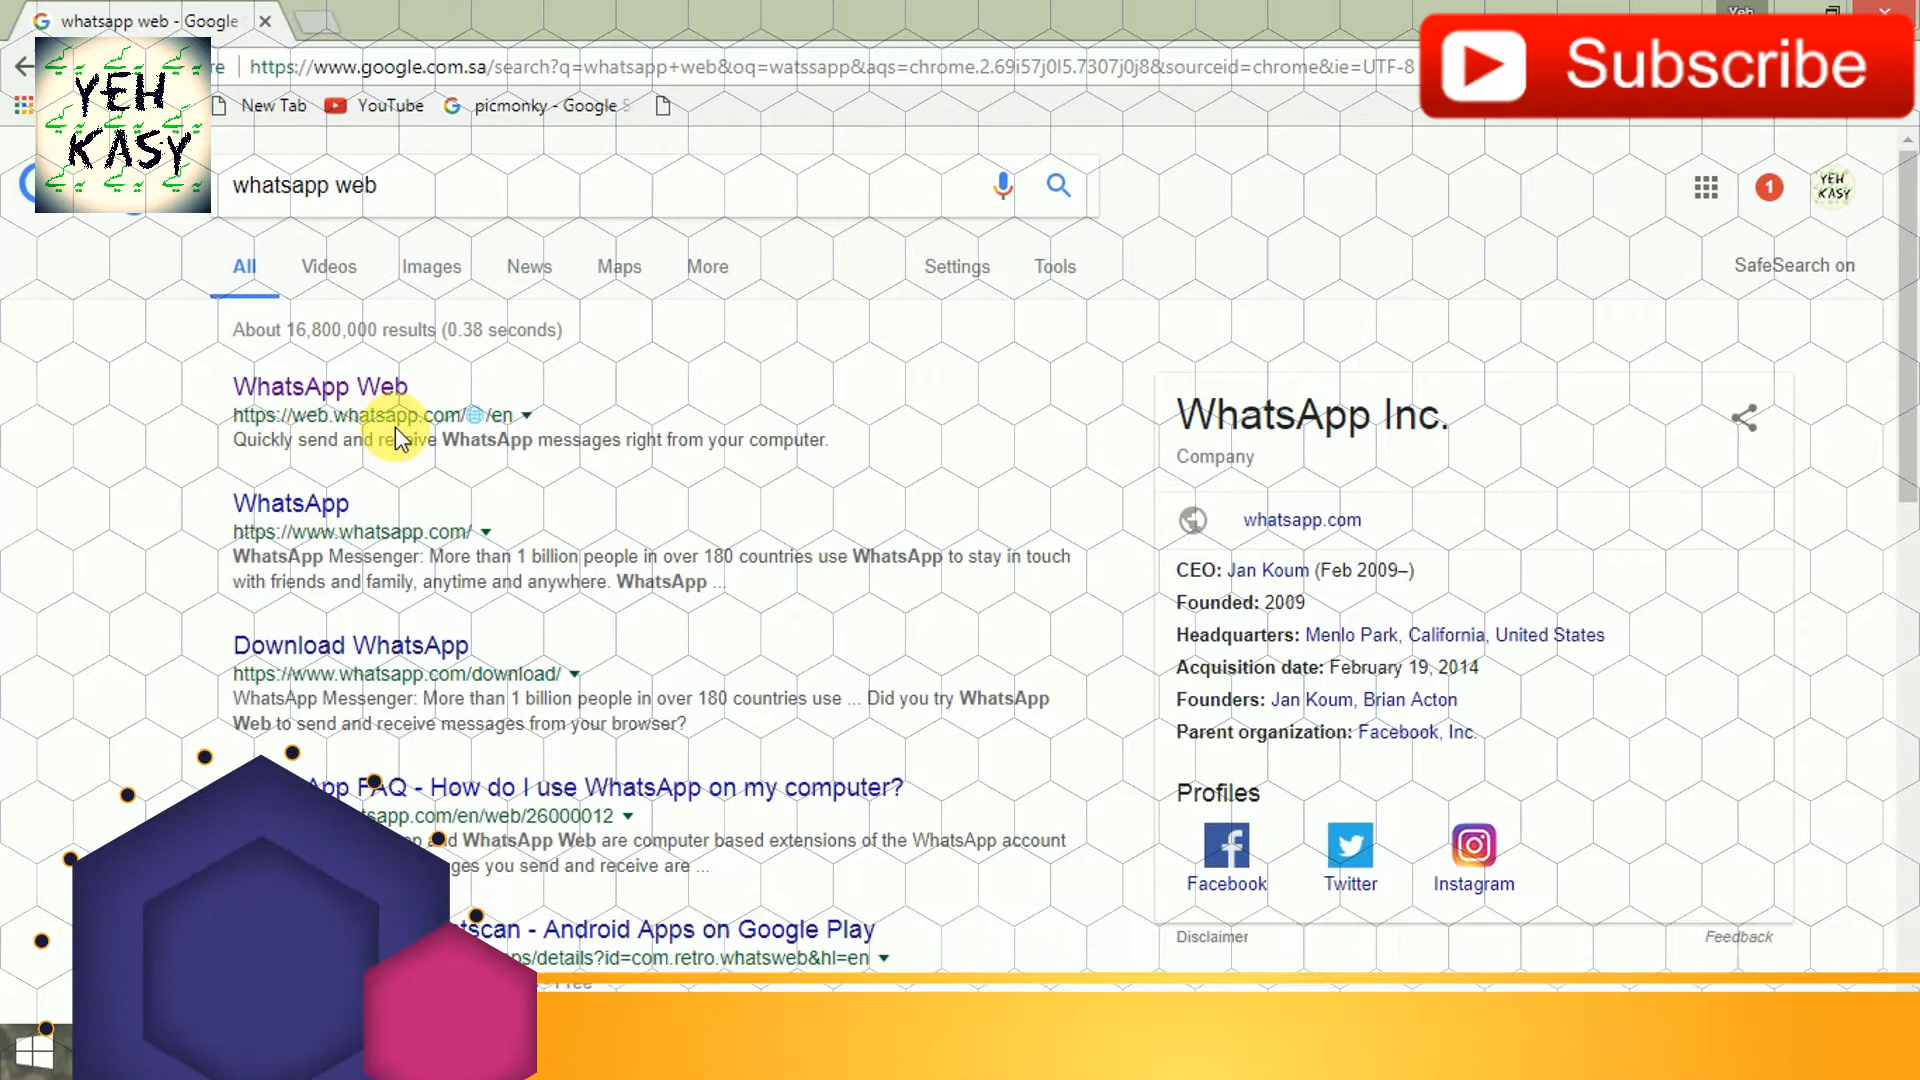 whatsapp web - Google
Yeh
Subscribe
YEH
KASY
re
https://www.google.com.sa/search?q=whatsapp+web&oq=watssapp&aqs=chrome.2.69i57j0l5.7307j0j8&sourceid=chrome&ie=UTF-8
New Tab
YouTube
picmonky - Google S
whatsapp web
1
YEH
KASY
All
Videos
Images
News
Maps
More
Settings
Tools
SafeSearch on
About 16,800,000 results (0.38 seconds)
WhatsApp Web
https://web.whatsapp.com/🌐/en
Quickly send and receive WhatsApp messages right from your computer.
WhatsApp
https://www.whatsapp.com/
WhatsApp Messenger: More than 1 billion people in over 180 countries use WhatsApp to stay in touch
with friends and family, anytime and anywhere. WhatsApp ...
Download WhatsApp
https://www.whatsapp.com/download/
WhatsApp Messenger: More than 1 billion people in over 180 countries use ... Did you try WhatsApp
Web to send and receive messages from your browser?
App FAQ - How do I use WhatsApp on my computer?
sapp.com/en/web/26000012
p and WhatsApp Web are computer based extensions of the WhatsApp account
ges you send and receive are ...
tscan - Android Apps on Google Play
ps/details?id=com.retro.whatsweb&hl=en
- Free
WhatsApp Inc.
Company
whatsapp.com
CEO: Jan Koum (Feb 2009–)
Founded: 2009
Headquarters: Menlo Park, California, United States
Acquisition date: February 19, 2014
Founders: Jan Koum, Brian Acton
Parent organization: Facebook, Inc.
Profiles
Facebook
Twitter
Instagram
Disclaimer
Feedback